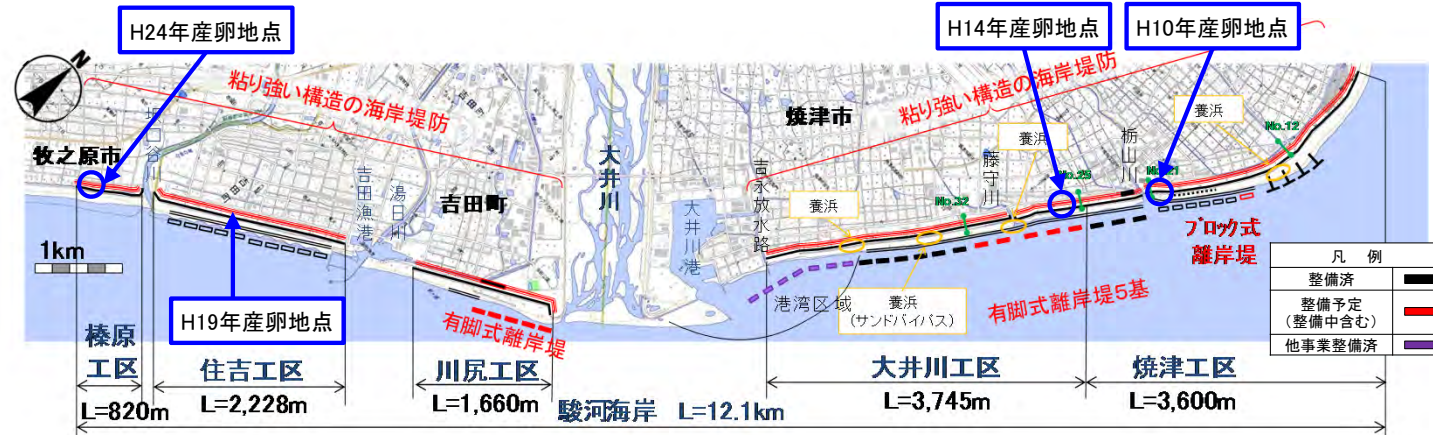 H24年産卵地点
H14年産卵地点
H10年産卵地点
N
粘り強い構造の海岸堤防
粘り強い構造の海岸堤防
焼津市
養浜
No.12
養浜
栃山川
No.21
藤守川
No.25
牧之原市
吉田町
吉田漁港
湯日川
吉田町
大井川
大井川港
吉永放水路
養浜
No.32
ブロック式
離岸堤
1km
凡 例
整備済
整備予定
(整備中含む)
他事業整備済
港湾区域
養浜
(サンドバイパス)
有脚式離岸堤5基
H19年産卵地点
有脚式離岸堤
榛原
工区
住吉工区
川尻工区
大井川工区
焼津工区
L=820m
L=2,228m
L=1,660m
駿河海岸 L=12.1km
L=3,745m
L=3,600m